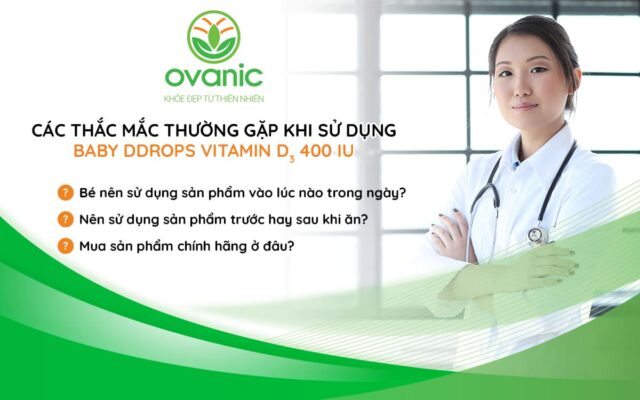 ovanic
KHỎE ĐẸP TỪ THIÊN NHIÊN
CÁC THẮC MẮC THƯỜNG GẶP KHI SỬ DỤNG
BABY DDROPS VITAMIN D₃ 400 IU
? Bé nên sử dụng sản phẩm vào lúc nào trong ngày?
? Nên sử dụng sản phẩm trước hay sau khi ăn?
? Mua sản phẩm chính hãng ở đâu?